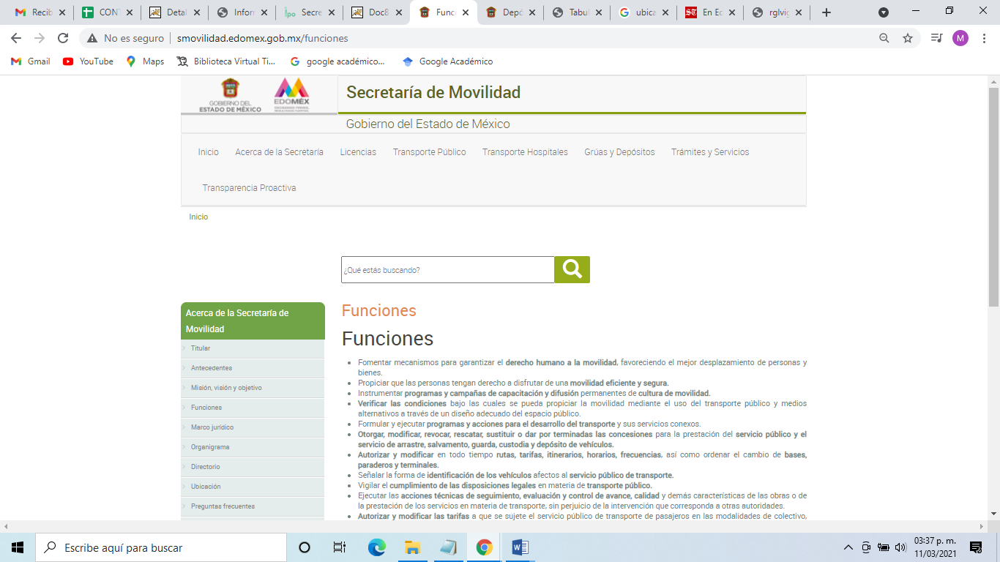 Recib
CONT
Detal
Inforr
ipo Secre
Doc8
Funci
Depó
Tabul
ubica
ST En Ec
rglvig
No es seguro smovilidad.edomex.gob.mx/funciones
M
Gmail YouTube Maps Biblioteca Virtual Ti... google académico... Google Académico
GOBIERNO DEL
ESTADO DE MÉXICO
EDOMÉX
Secretaría de Movilidad
Gobierno del Estado de México
Inicio Acerca de la Secretaría Licencias Transporte Público Transporte Hospitales Grúas y Depósitos Trámites y Servicios
Transparencia Proactiva
Inicio
¿Qué estás buscando?
Acerca de la Secretaría de
Movilidad
Titular
Antecedentes
Misión, visión y objetivo
Funciones
Marco jurídico
Organigrama
Directorio
Ubicación
Preguntas frecuentes
Funciones
Funciones
Fomentar mecanismos para garantizar el derecho humano a la movilidad, favoreciendo el mejor desplazamiento de personas y
bienes.
Propiciar que las personas tengan derecho a disfrutar de una movilidad eficiente y segura.
Instrumentar programas y campañas de capacitación y difusión permanentes de cultura de movilidad.
Verificar las condiciones bajo las cuales se pueda propiciar la movilidad mediante el uso del transporte público y medios
alternativos a través de un diseño adecuado del espacio público.
Formular y ejecutar programas y acciones para el desarrollo del transporte y sus servicios conexos.
Otorgar, modificar, revocar, rescatar, sustituir o dar por terminadas las concesiones para la prestación del servicio público y el
servicio de arrastre, salvamento, guarda, custodia y depósito de vehículos.
Autorizar y modificar en todo tiempo rutas, tarifas, itinerarios, horarios, frecuencias, así como ordenar el cambio de bases,
paraderos y terminales.
Señalar la forma de identificación de los vehículos afectos al servicio público de transporte.
Vigilar el cumplimiento de las disposiciones legales en materia de transporte público.
Ejecutar las acciones técnicas de seguimiento, evaluación y control de avance, calidad y demás características de las obras o de
la prestación de los servicios en materia de transporte, sin perjuicio de la intervención que corresponda a otras autoridades.
Autorizar y modificar las tarifas a que se sujete el servicio público de transporte de pasajeros en las modalidades de colectivo,
Escribe aquí para buscar
03:37 p. m.
11/03/2021